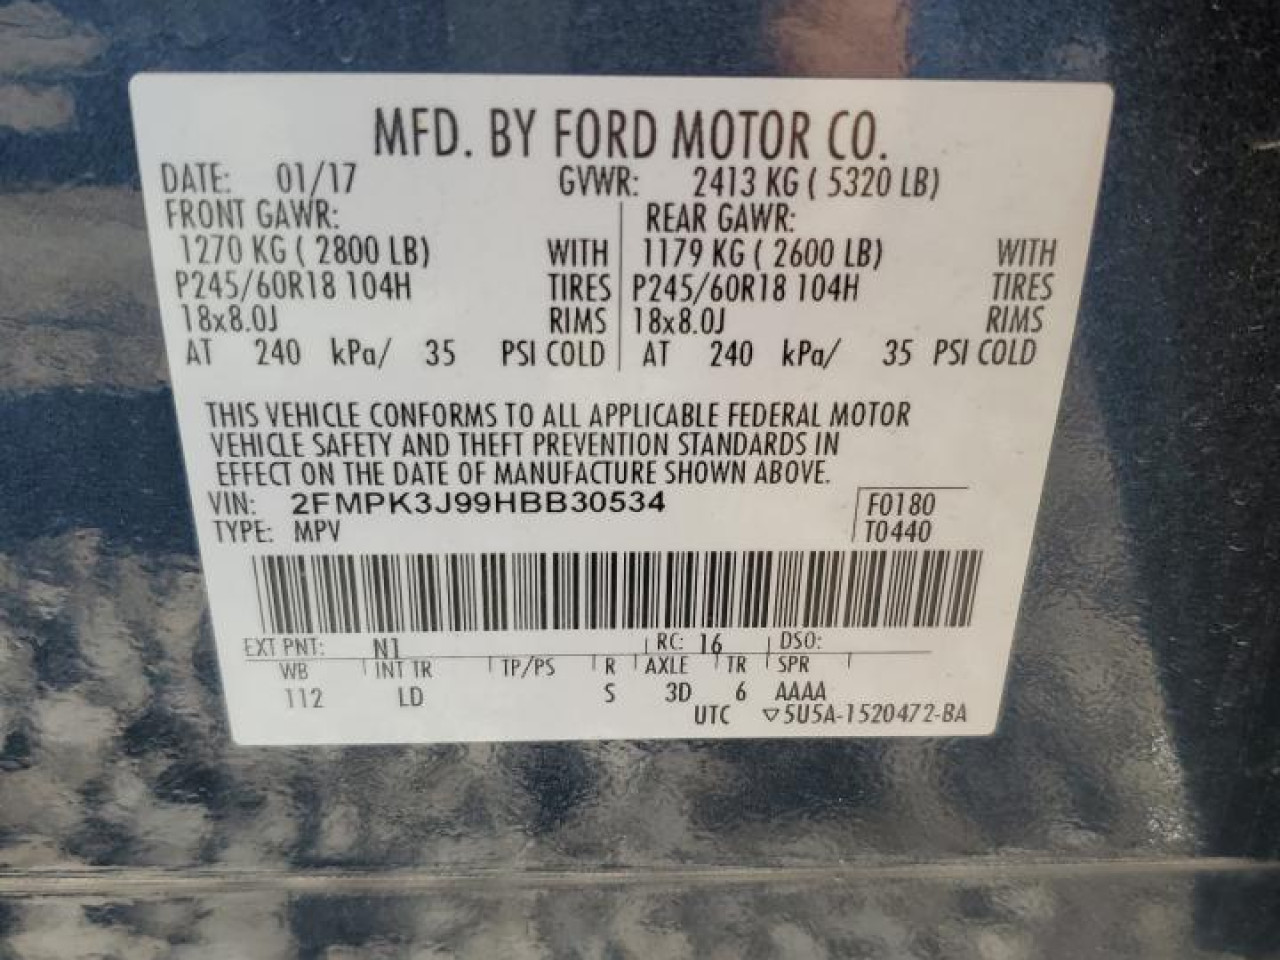 MFD. BY FORD MOTOR CO.
DATE: 01/17 GVWR: 2413 KG ( 5320 LB)
FRONT GAWR: REAR GAWR:
1270 KG ( 2800 LB) WITH 1179 KG ( 2600 LB) WITH
P245/60R18 104H TIRES P245/60R18 104H TIRES
18x8.0J RIMS 18x8.0J RIMS
AT 240 kPa/ 35 PSI COLD AT 240 kPa/ 35 PSI COLD
THIS VEHICLE CONFORMS TO ALL APPLICABLE FEDERAL MOTOR
VEHICLE SAFETY AND THEFT PREVENTION STANDARDS IN
EFFECT ON THE DATE OF MANUFACTURE SHOWN ABOVE.
VIN: 2FMPK3J99HBB30534 F0180
TYPE: MPV T0440
EXT PNT: N1 RC: 16 DSO:
WB INT TR TP/PS R AXLE TR SPR
112 LD S 3D 6 AAAA
UTC ▽5U5A-1520472-BA